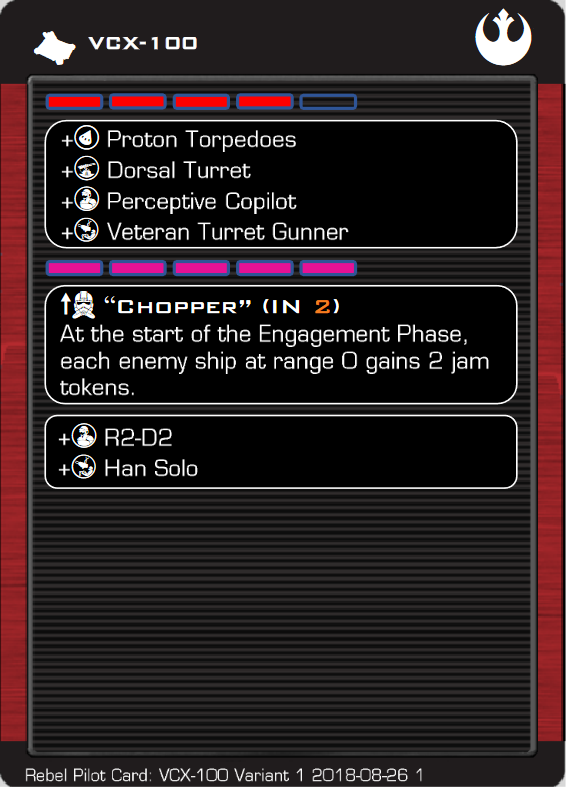 VCX-100
+ Proton Torpedoes
+ Dorsal Turret
+ Perceptive Copilot
+ Veteran Turret Gunner
↑ “CHOPPER” (IN 2)
At the start of the Engagement Phase,
each enemy ship at range 0 gains 2 jam
tokens.
+ R2-D2
+ Han Solo
Rebel Pilot Card: VCX-100 Variant 1 2018-08-26 1